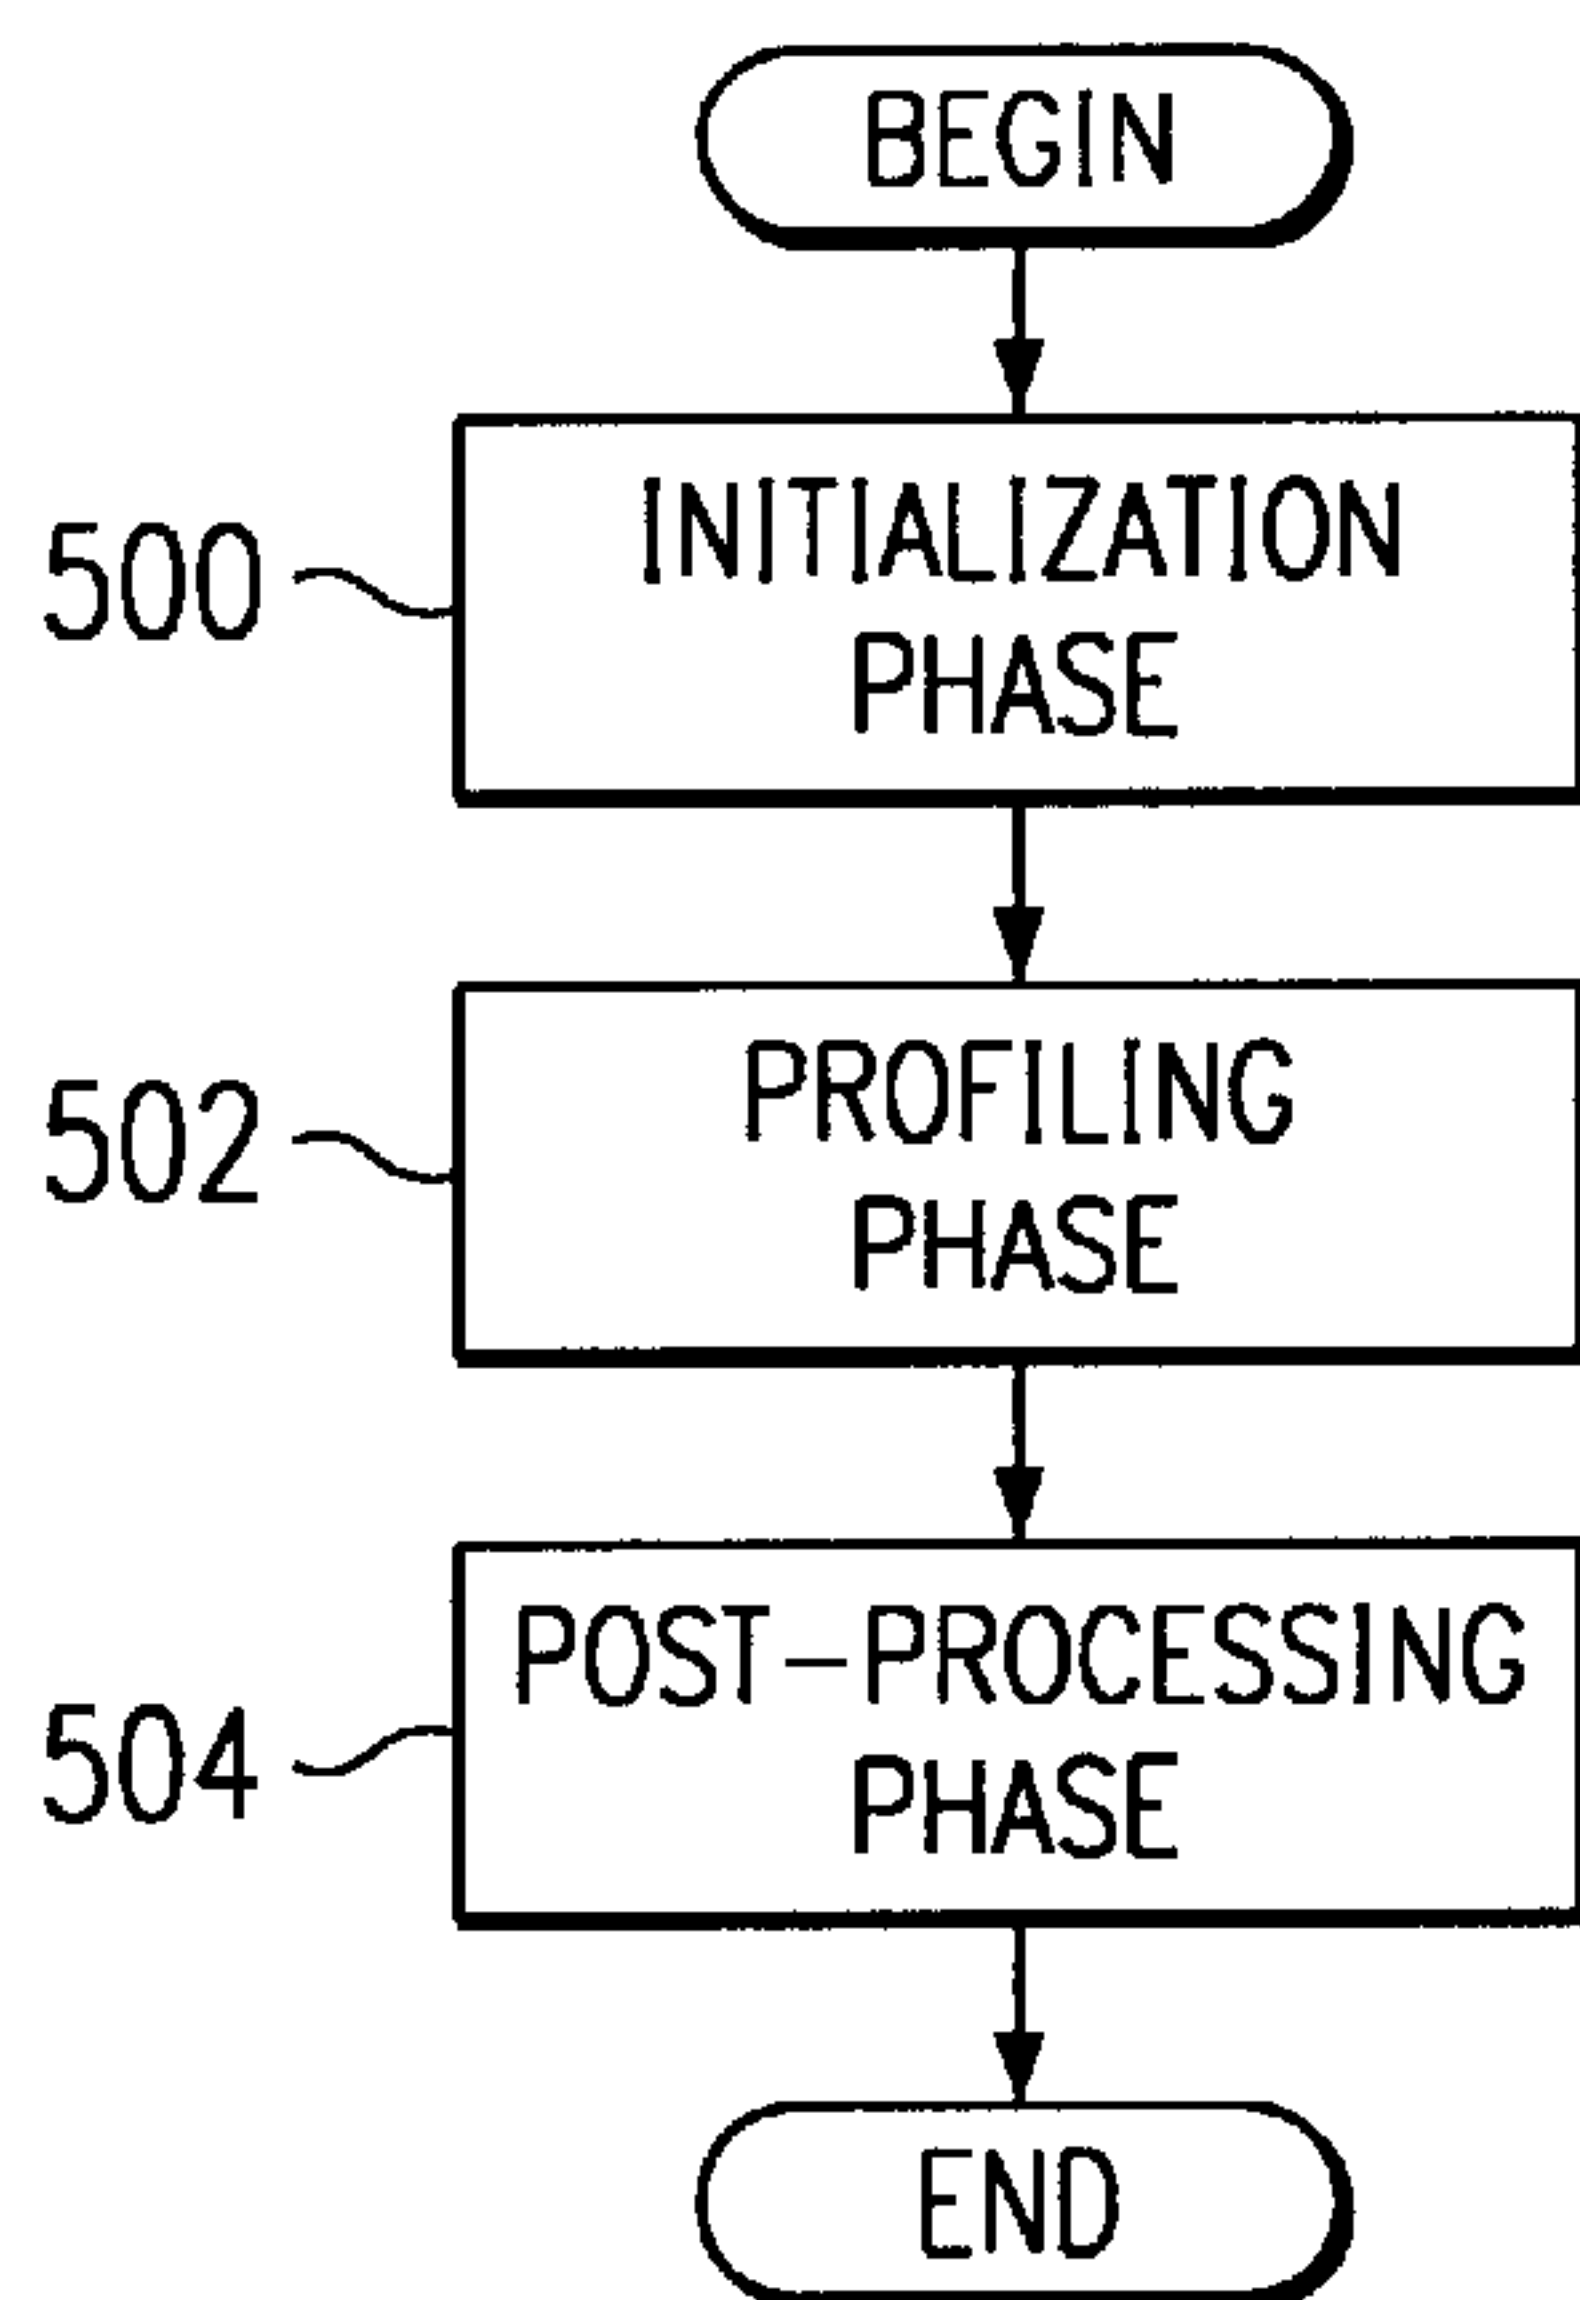 BEGIN
500
INITIALIZATION
PHASE
502
PROFILING
PHASE
504
POST-PROCESSING
PHASE
END